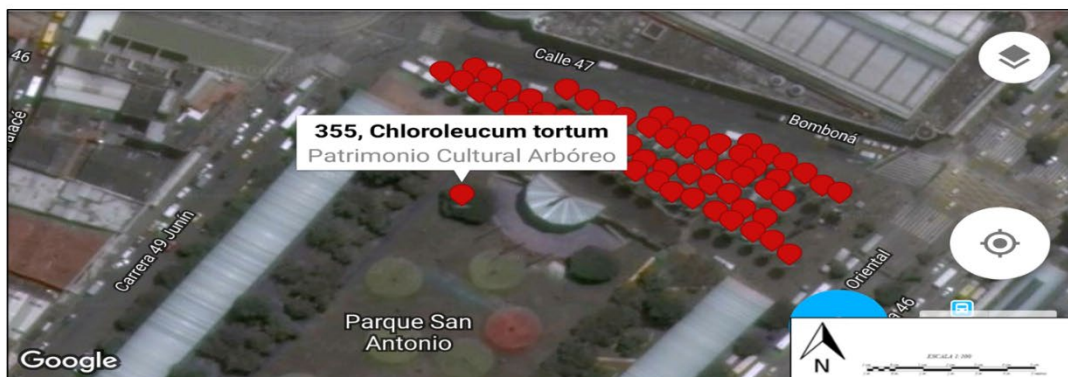 46
Calle 47
355, Chloroleucum tortum
Patrimonio Cultural Arbóreo
Bomboná
Carrera 49 Junín
Oriental
Parque San
Antonio
Google
N
ESCALA 1:100